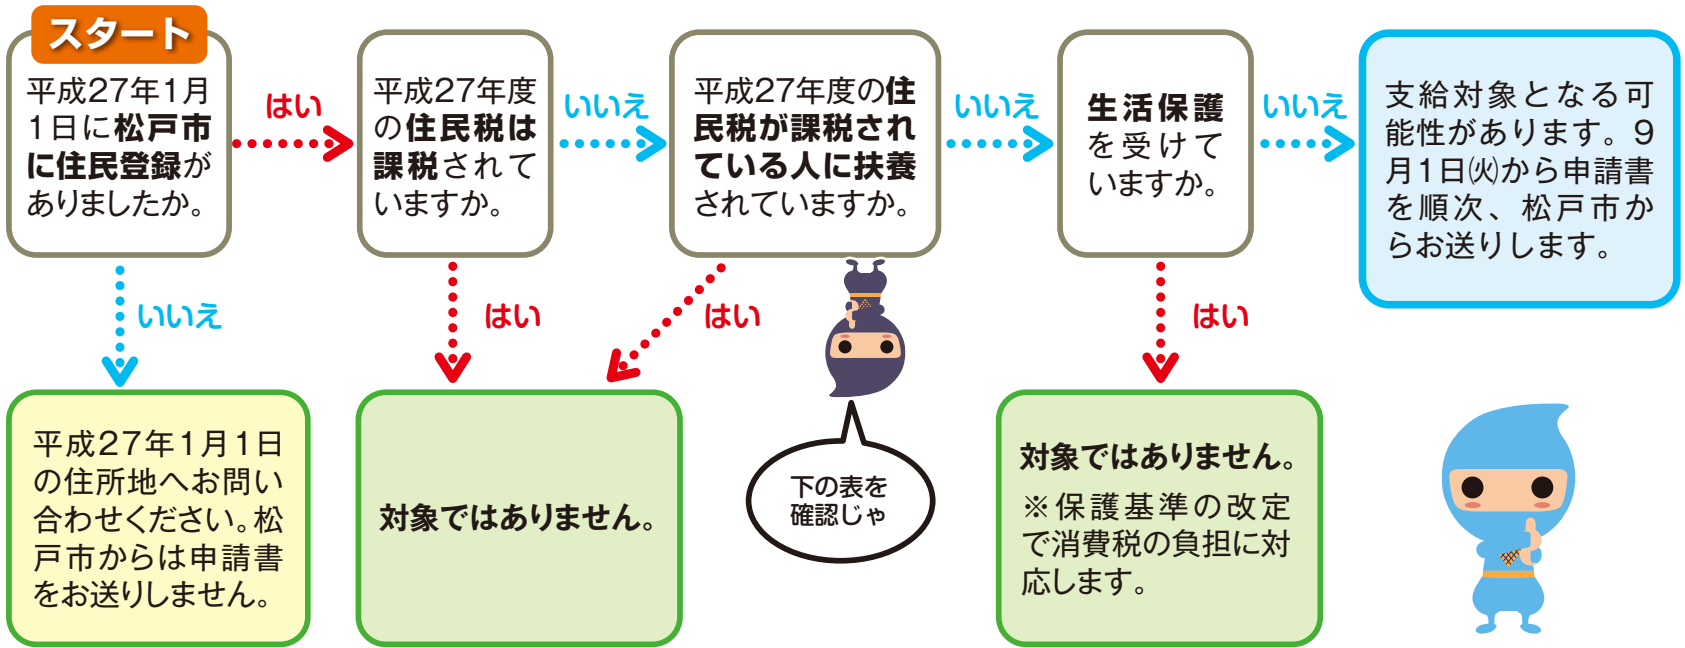 スタート
平成27年1月
1日に松戸市
に住民登録が
ありましたか。
はい
平成27年度
の住民税は
課税されて
いますか。
いいえ
平成27年度の住
民税が課税され
ている人に扶養
されていますか。
いいえ
生活保護
を受けて
いますか。
いいえ
支給対象となる可
能性があります。9
月1日㈫から申請書
を順次、松戸市か
らお送りします。
いいえ
はい
はい
はい
平成27年1月1日
の住所地へお問い
合わせください。松
戸市からは申請書
をお送りしません。
対象ではありません。
下の表を
確認じゃ
対象ではありません。
※保護基準の改定
で消費税の負担に対
応します。